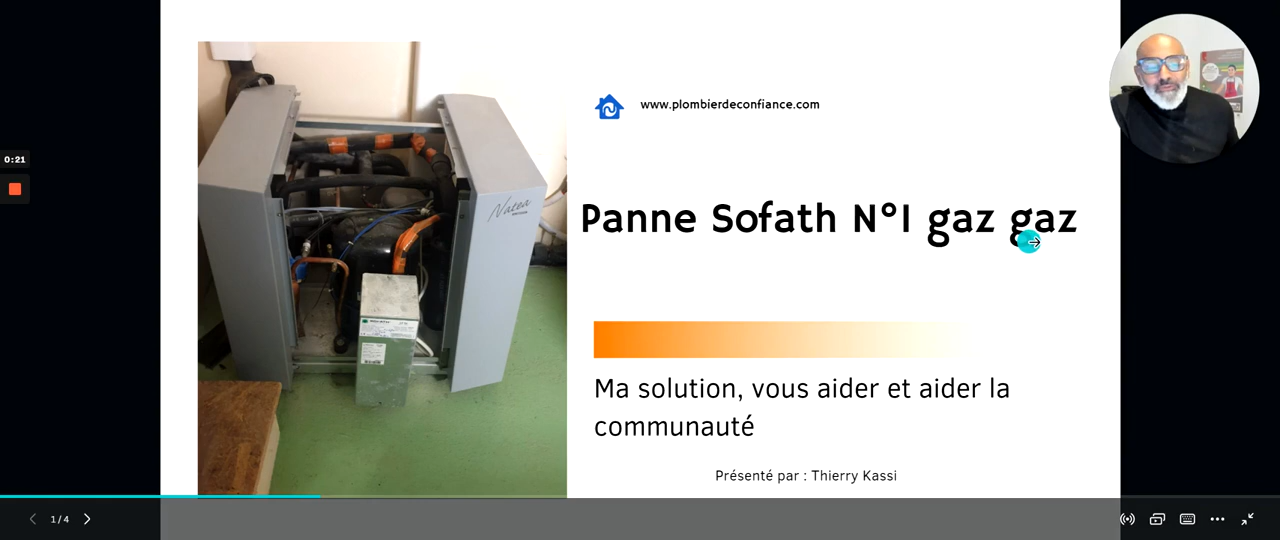 www.plombierdeconfiance.com
0:21
Natea
Panne Sofath N°1 gaz gaz
Ma solution, vous aider et aider la
communauté
Présenté par : Thierry Kassi
1/4